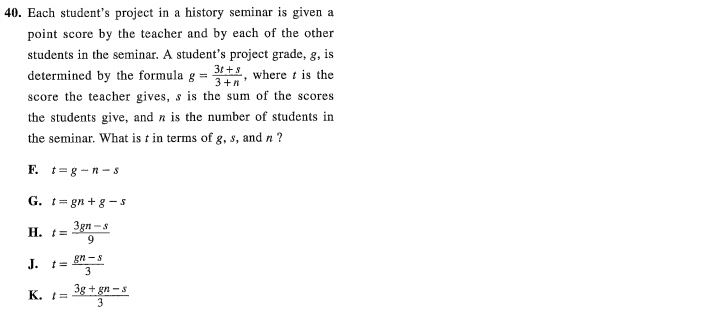 40. Each student's project in a history seminar is given a
point score by the teacher and by each of the other
students in the seminar. A student's project grade, g, is
determined by the formula g = \frac{3t + s}{3 + n}, where t is the
score the teacher gives, s is the sum of the scores
the students give, and n is the number of students in
the seminar. What is t in terms of g, s, and n ?
F. t = g − n − s
G. t = gn + g − s
H. t = \frac{3gn − s}{9}
J. t = \frac{gn − s}{3}
K. t = \frac{3g + gn − s}{3}